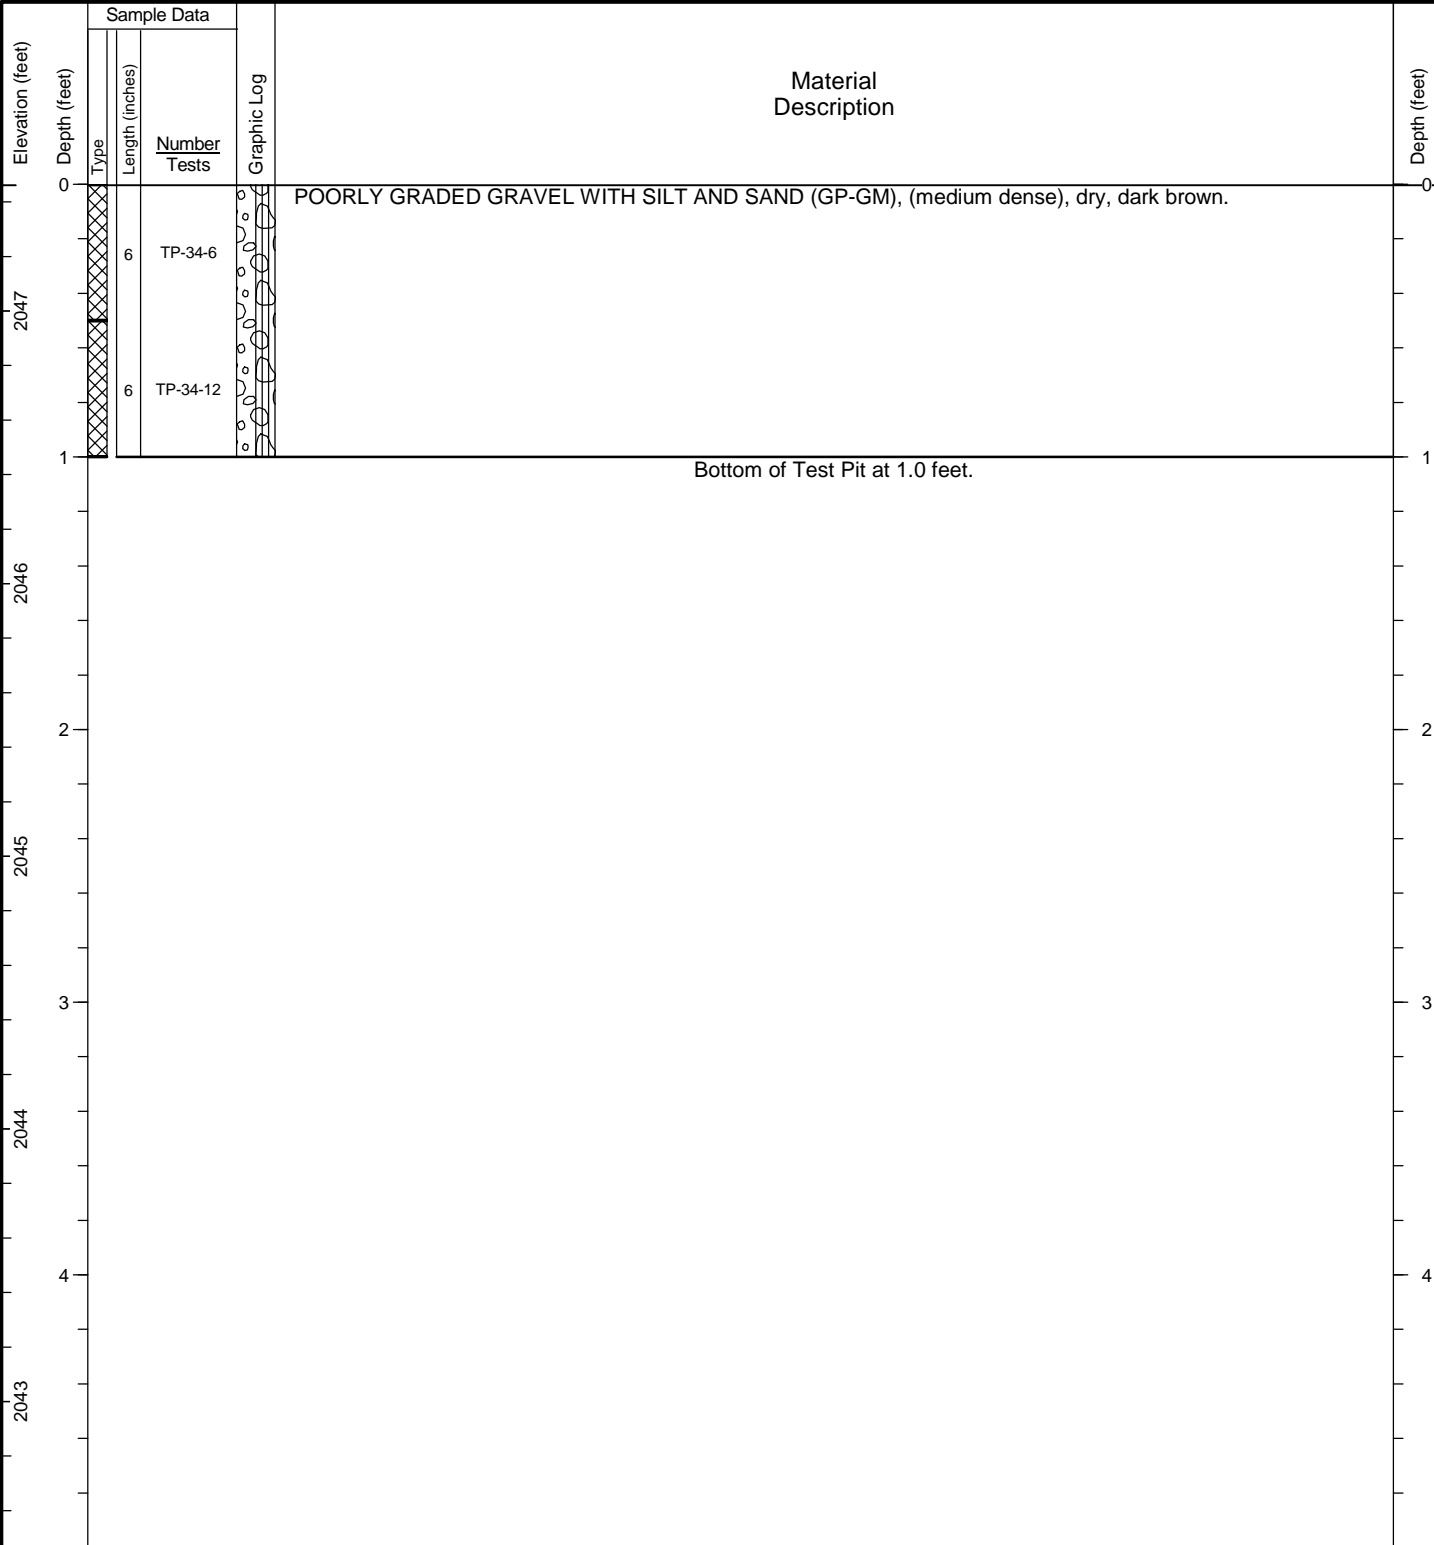 Sample Data
Elevation (feet)
Depth (feet)
Type
Length (inches)
Number
Tests
Graphic Log
Material
Description
Depth (feet)
0
POORLY GRADED GRAVEL WITH SILT AND SAND (GP-GM), (medium dense), dry, dark brown.
0
6
TP-34-6
2047
6
TP-34-12
1
1
Bottom of Test Pit at 1.0 feet.
2046
2
2
2045
3
3
2044
4
4
2043